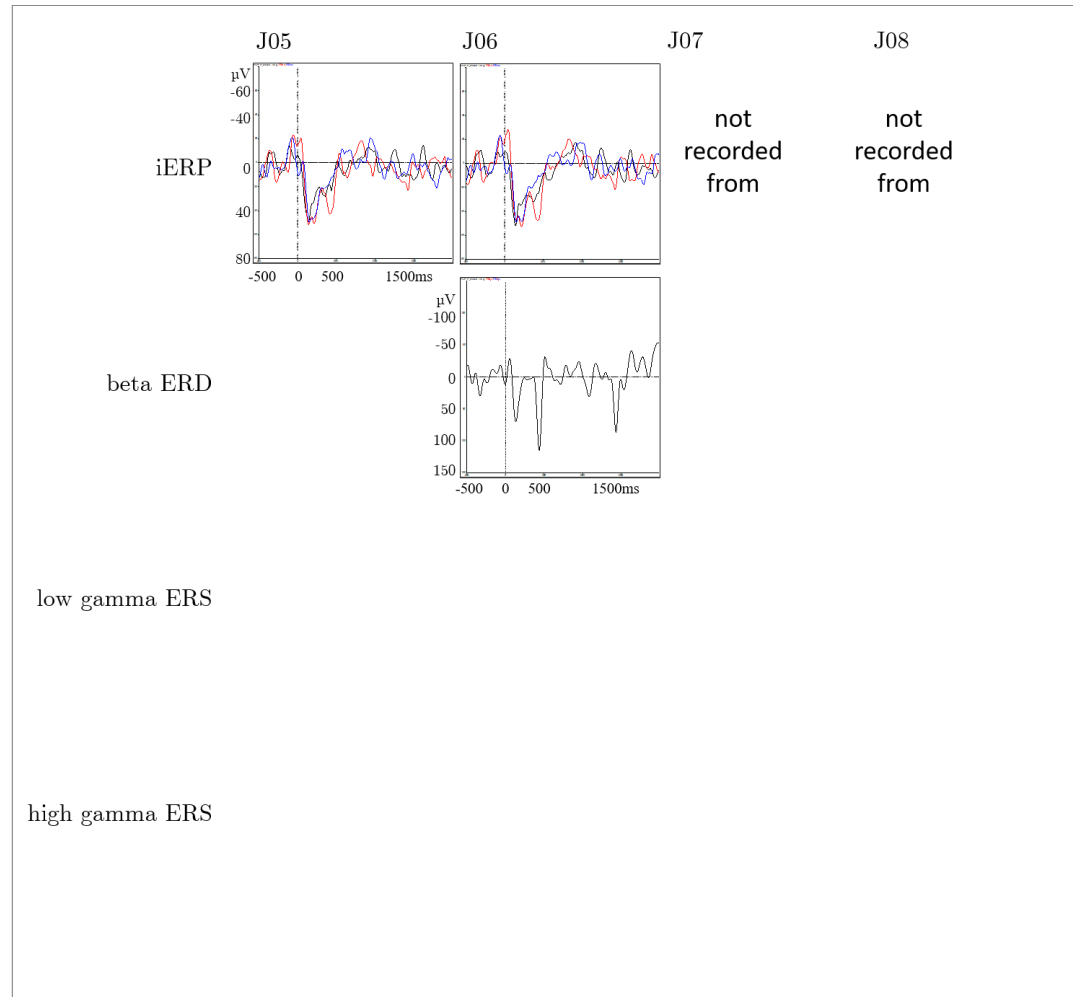 J05 J06 J07 J08
µV
-60
-40
0
40
80
iERP
-500 0 500 1500ms
not
recorded
from
not
recorded
from
µV
-100
-50
0
50
100
150
beta ERD
-500 0 500 1500ms
low gamma ERS
high gamma ERS